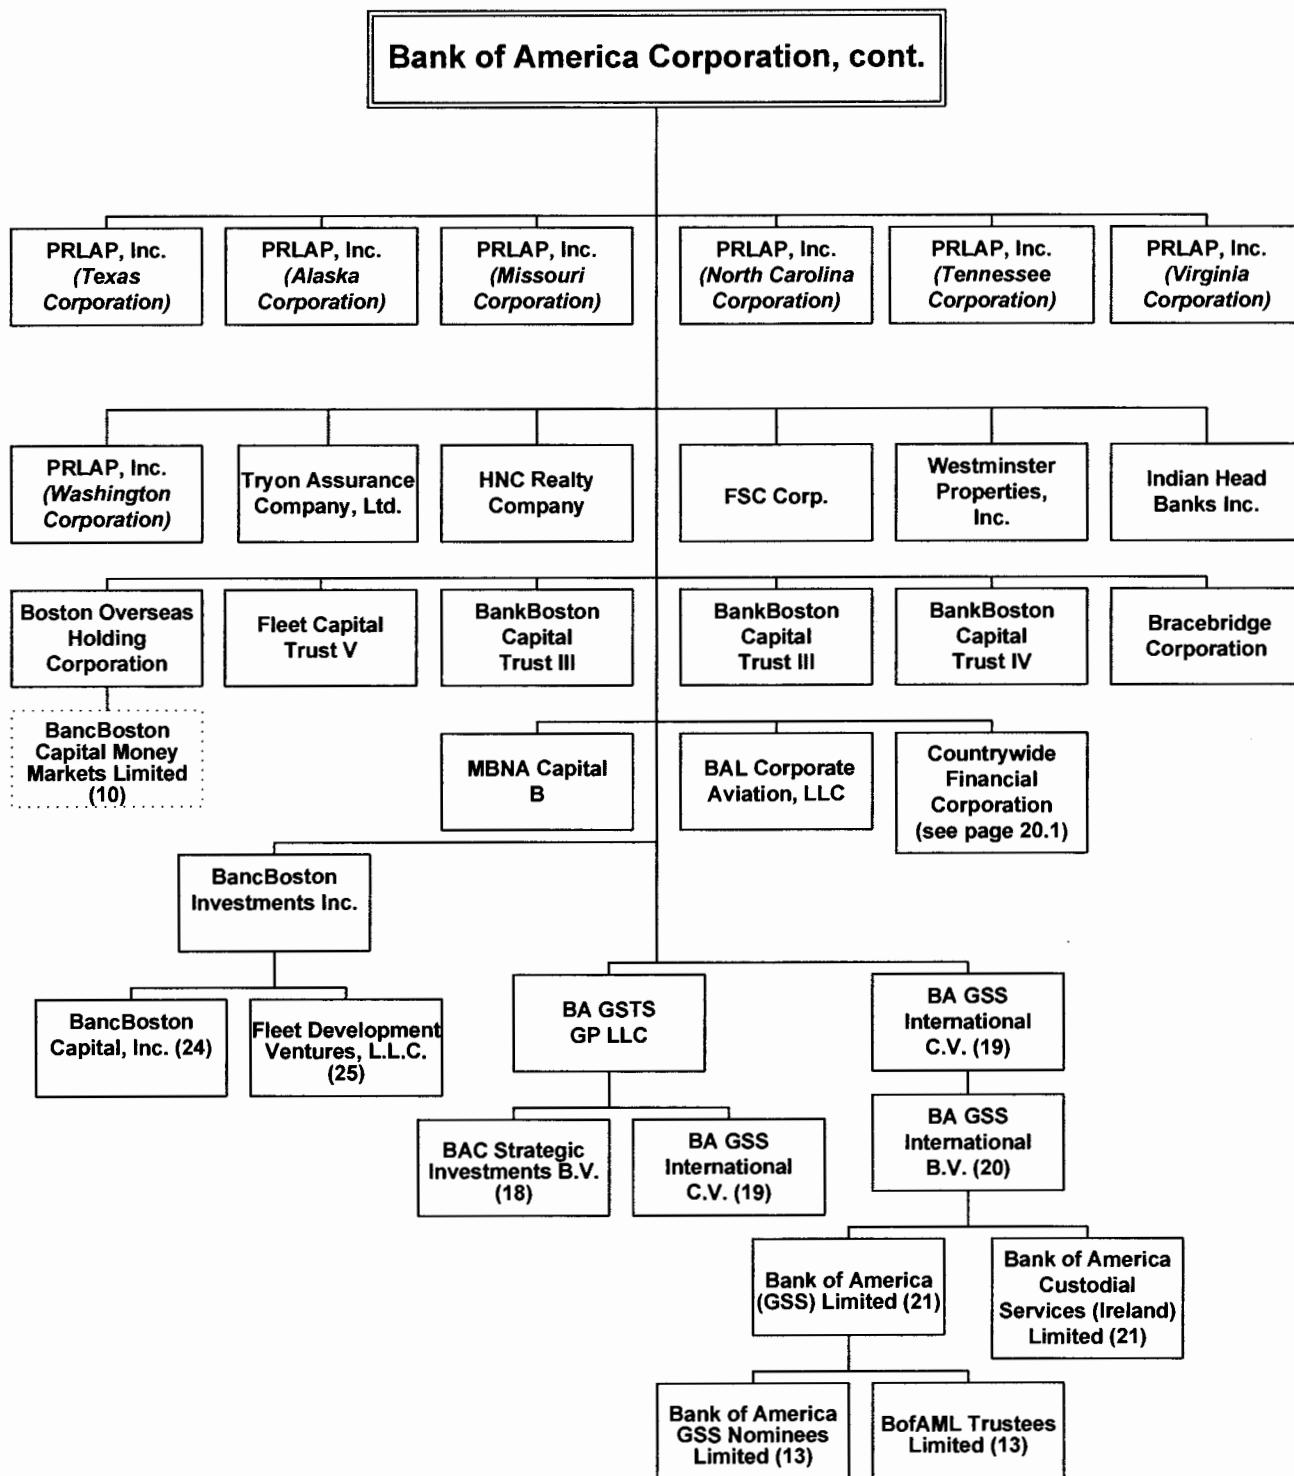 Bank of America Corporation, cont.
PRLAP, Inc.
(Texas
Corporation)
PRLAP, Inc.
(Alaska
Corporation)
PRLAP, Inc.
(Missouri
Corporation)
PRLAP, Inc.
(North Carolina
Corporation)
PRLAP, Inc.
(Tennessee
Corporation)
PRLAP, Inc.
(Virginia
Corporation)
PRLAP, Inc.
(Washington
Corporation)
Tryon Assurance
Company, Ltd.
HNC Realty
Company
FSC Corp.
Westminster
Properties,
Inc.
Indian Head
Banks Inc.
Boston Overseas
Holding
Corporation
Fleet Capital
Trust V
BankBoston
Capital
Trust III
BankBoston
Capital
Trust III
BankBoston
Capital
Trust IV
Bracebridge
Corporation
BancBoston
Capital Money
Markets Limited
(10)
MBNA Capital
B
BAL Corporate
Aviation, LLC
Countrywide
Financial
Corporation
(see page 20.1)
BancBoston
Investments Inc.
BancBoston
Capital, Inc. (24)
Fleet Development
Ventures, L.L.C.
(25)
BA GSTS
GP LLC
BA GSS
International
C.V. (19)
BAC Strategic
Investments B.V.
(18)
BA GSS
International
C.V. (19)
BA GSS
International
B.V. (20)
Bank of America
(GSS) Limited (21)
Bank of America
Custodial
Services (Ireland)
Limited (21)
Bank of America
GSS Nominees
Limited (13)
BofAML Trustees
Limited (13)